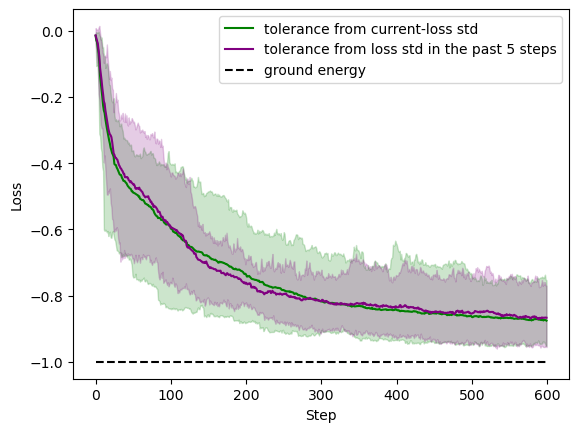 tolerance from current-loss std
tolerance from loss std in the past 5 steps
ground energy
Loss
0.0
−0.2
−0.4
−0.6
−0.8
−1.0
0 100 200 300 400 500 600
Step